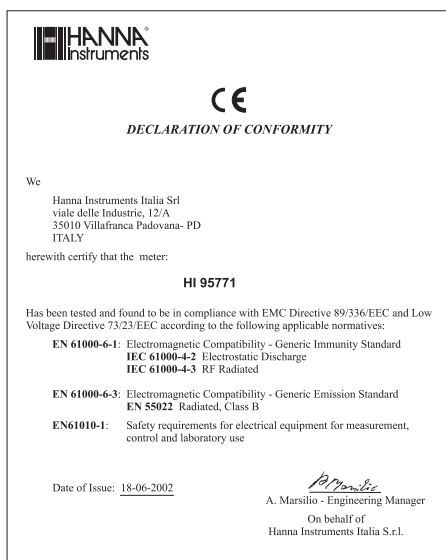 HANNA®
instruments
CE
DECLARATION OF CONFORMITY
We
Hanna Instruments Italia Srl
viale delle Industrie, 12/A
35010 Villafranca Padovana- PD
ITALY
herewith certify that the meter:
HI 95771
Has been tested and found to be in compliance with EMC Directive 89/336/EEC and Low
Voltage Directive 73/23/EEC according to the following applicable normatives:
EN 61000-6-1: Electromagnetic Compatibility - Generic Immunity Standard
IEC 61000-4-2 Electrostatic Discharge
IEC 61000-4-3 RF Radiated
EN 61000-6-3: Electromagnetic Compatibility - Generic Emission Standard
EN 55022 Radiated, Class B
EN61010-1: Safety requirements for electrical equipment for measurement,
control and laboratory use
Date of Issue: 18-06-2002
A. Marsilio
A. Marsilio - Engineering Manager
On behalf of
Hanna Instruments Italia S.r.l.